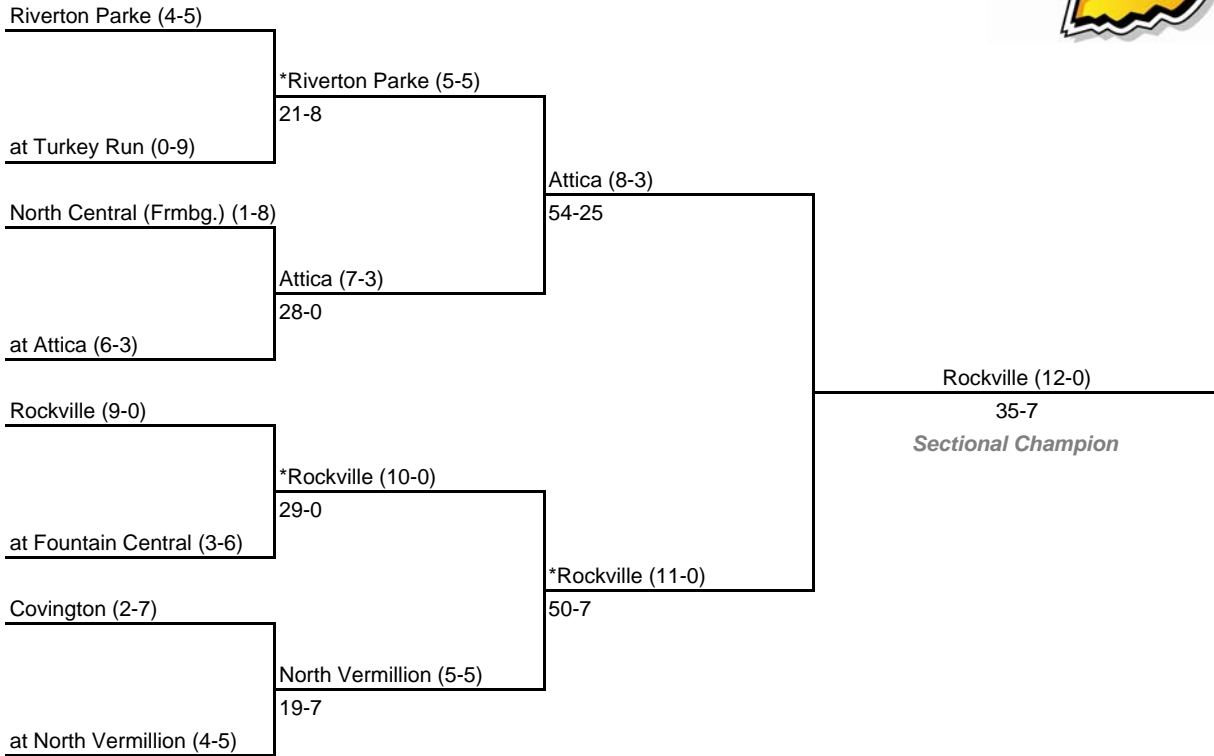 Riverton Parke (4-5)
*Riverton Parke (5-5)
21-8
at Turkey Run (0-9)
Attica (8-3)
54-25
North Central (Frmbg.) (1-8)
Attica (7-3)
28-0
at Attica (6-3)
Rockville (12-0)
35-7
Sectional Champion
Rockville (9-0)
*Rockville (10-0)
29-0
at Fountain Central (3-6)
*Rockville (11-0)
50-7
Covington (2-7)
North Vermillion (5-5)
19-7
at North Vermillion (4-5)